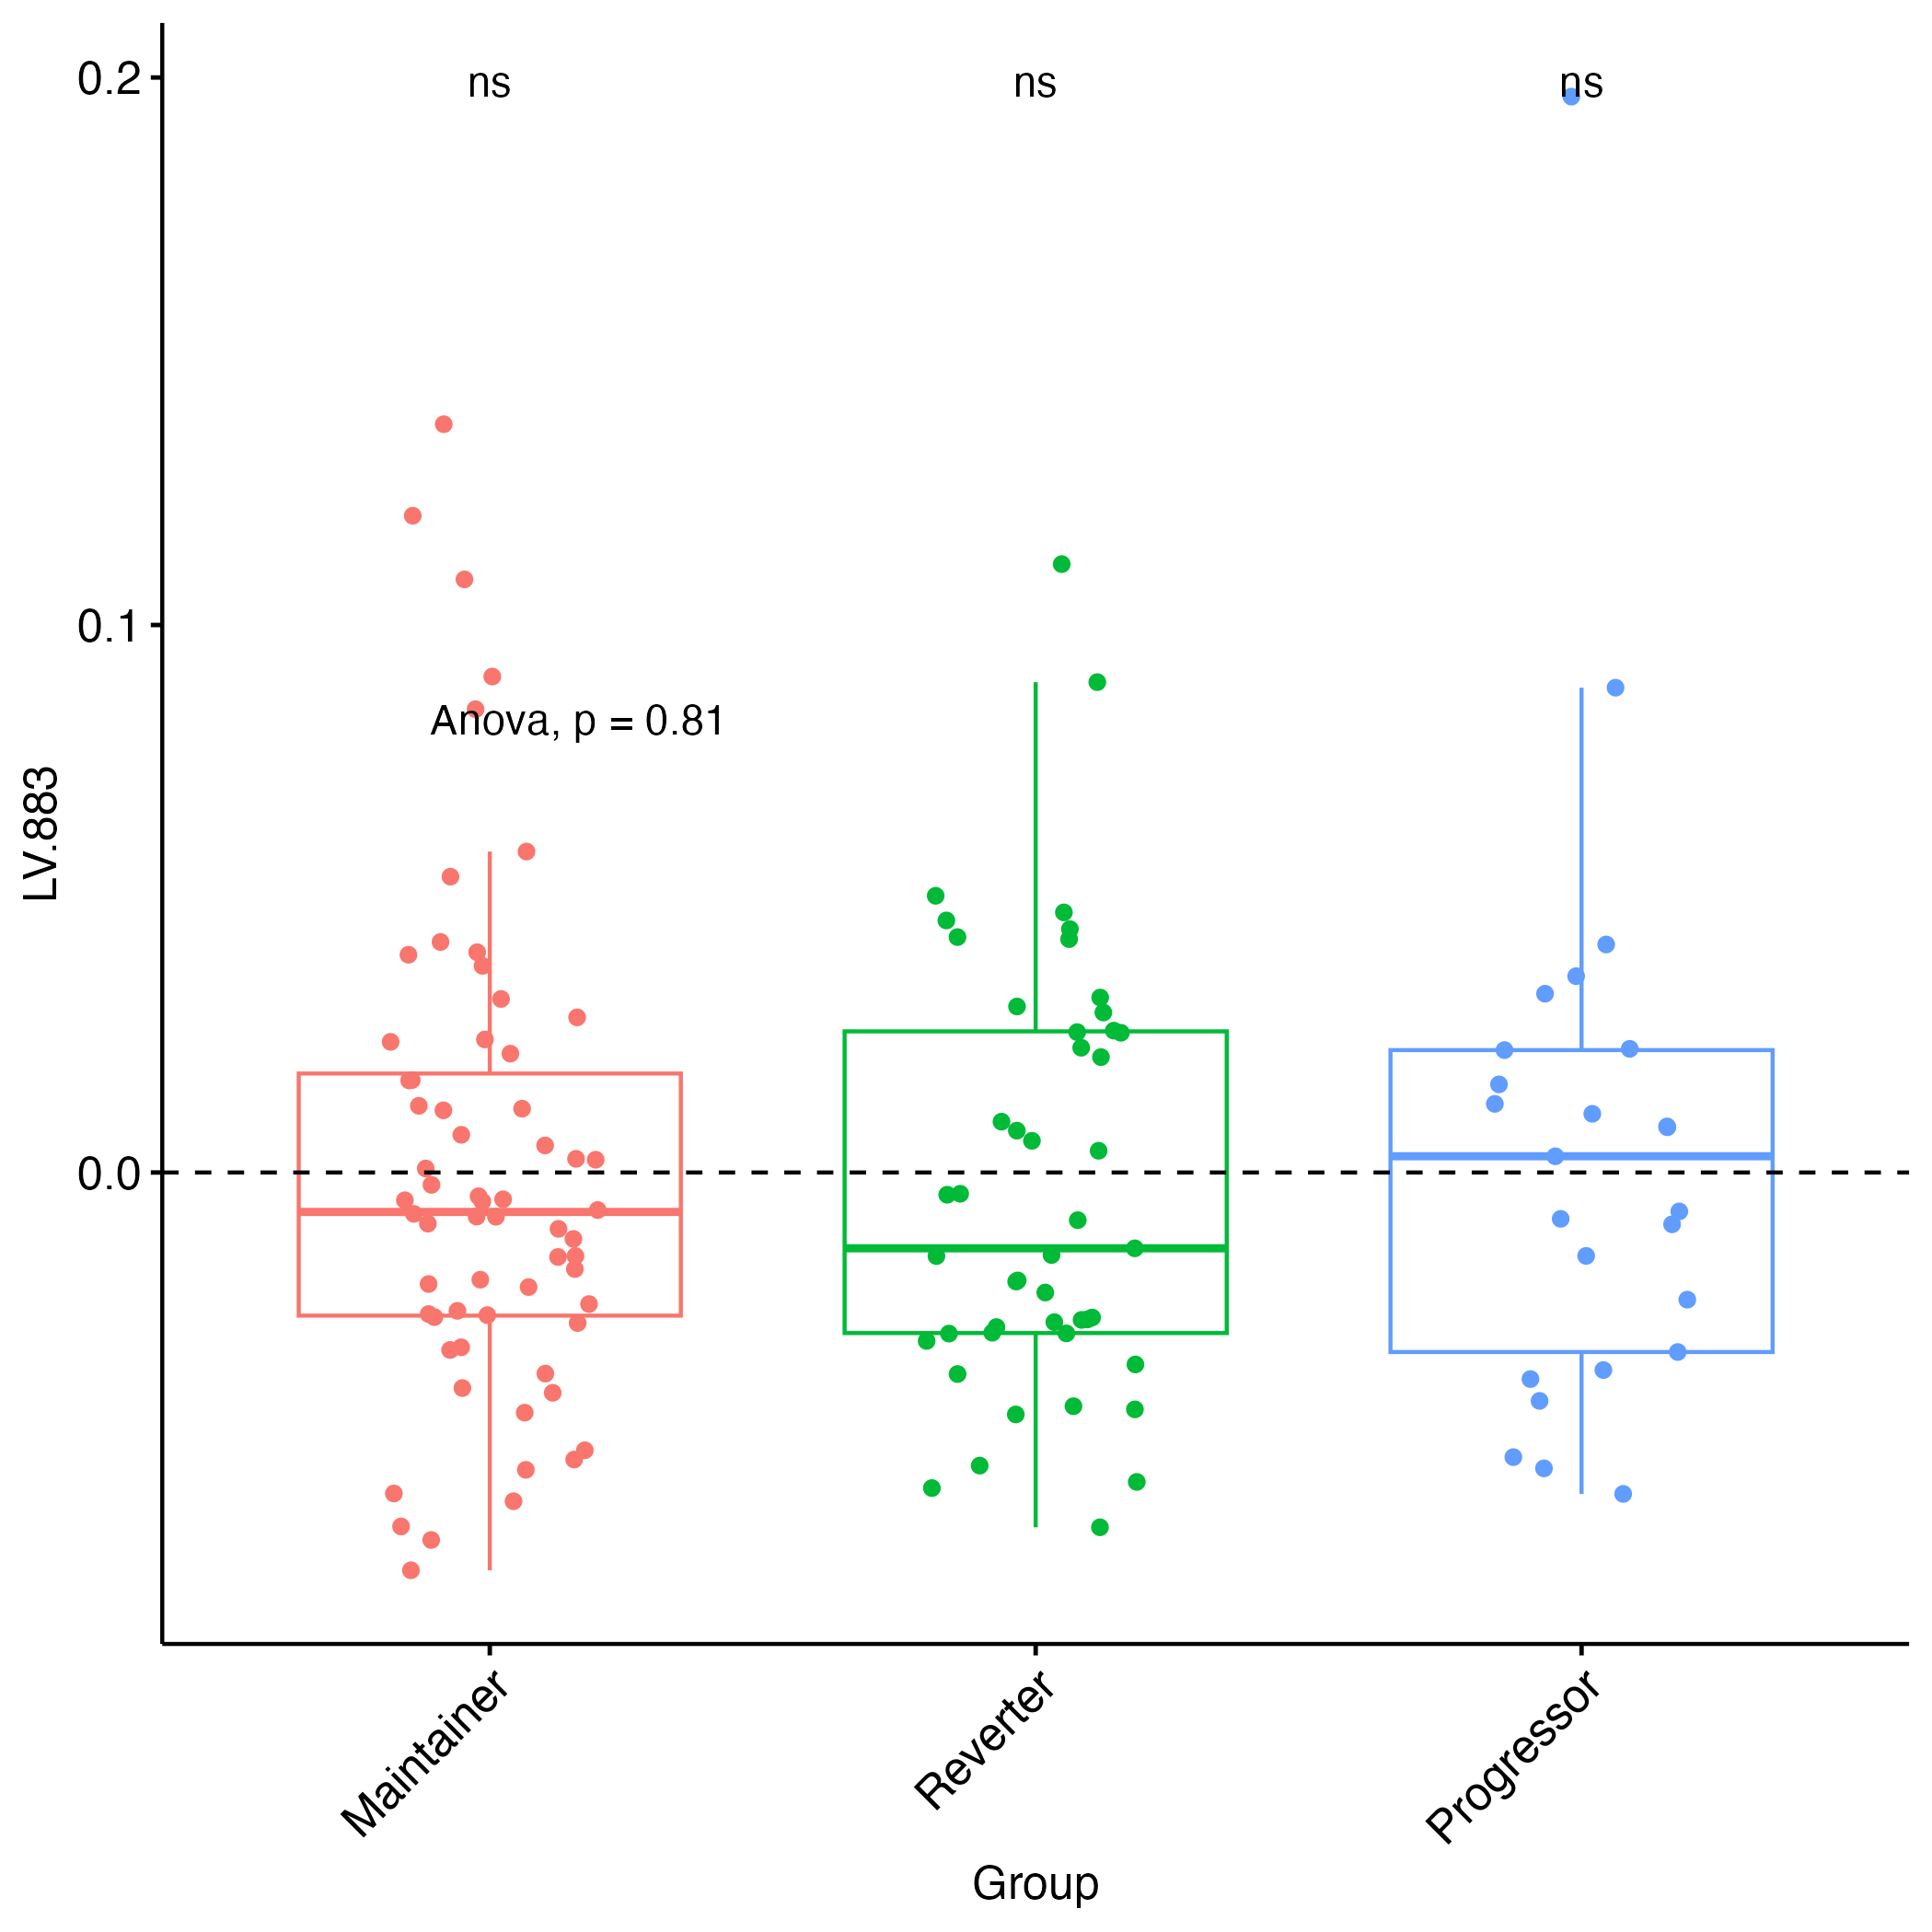 ns
ns
ns
0.2
0.1
0.0
Anova, p = 0.81
LV.883
Maintainer
Reverter
Progressor
Group